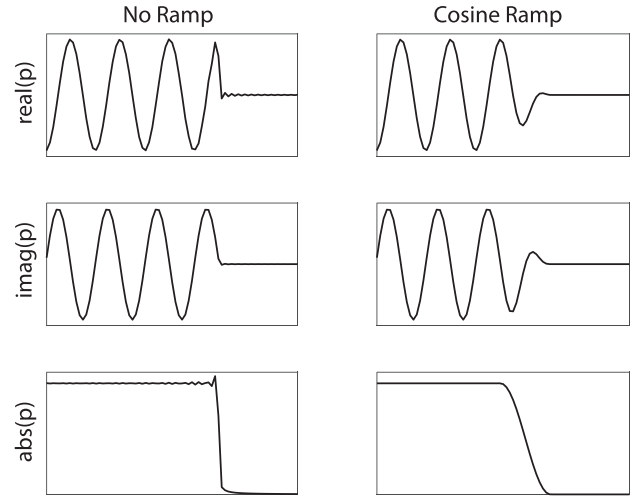 No Ramp
Cosine Ramp
real(p)
imag(p)
abs(p)